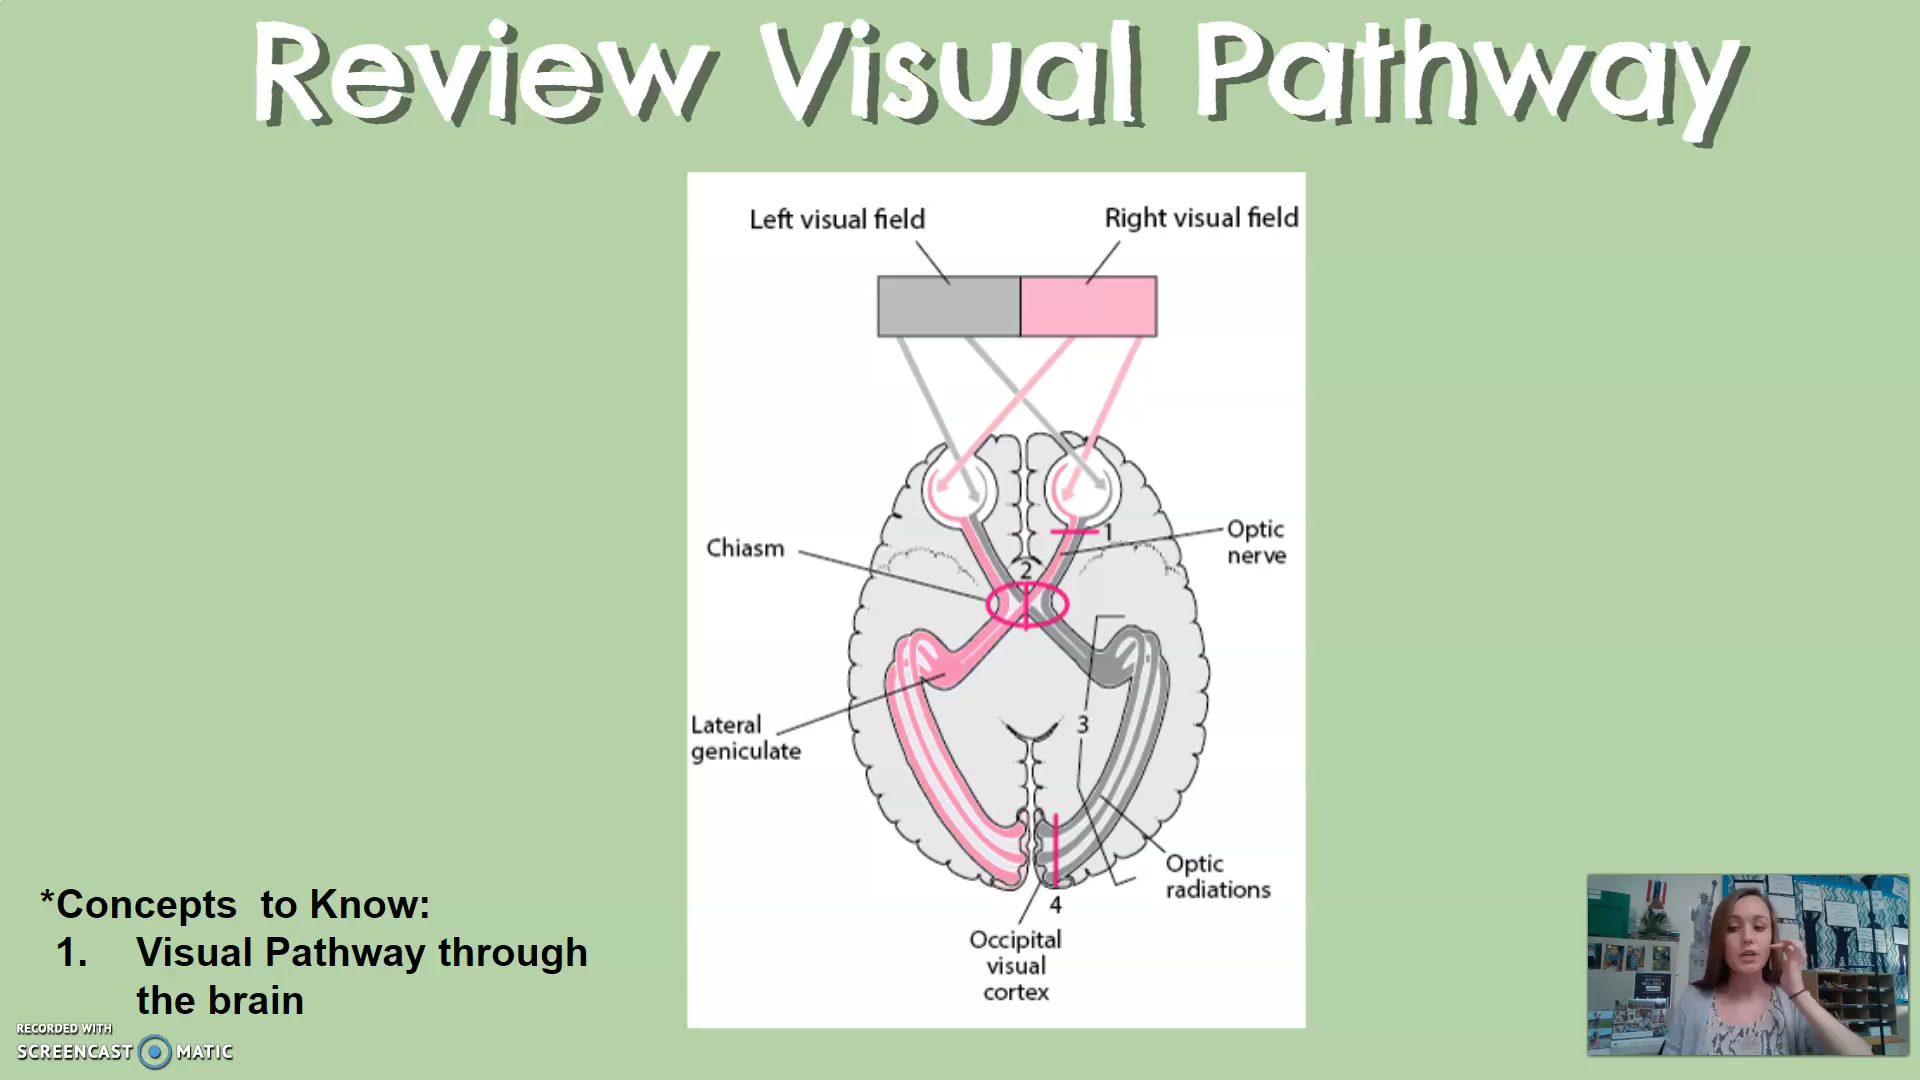 Review Visual Pathway
Left visual field
Right visual field
1
Optic
nerve
Chiasm
2
Lateral
geniculate
3
Optic
radiations
4
Occipital
visual
cortex
*Concepts to Know:
1. Visual Pathway through
the brain
RECORDED WITH
SCREENCAST MATIC